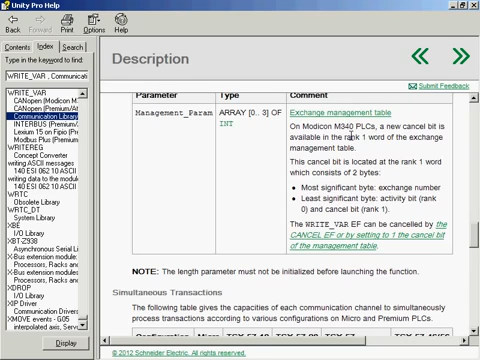 Unity Pro Help
Back
Forward
Print
Options
Home
Contents
Index
Search
Type in the keyword to find:
WRITE_VAR , Communicati
WRITE_VAR
CANopen (Modicon M
CANopen (Premium/At
Communication Library
INTERBUS (Premium/
Lexium 15 on Fipio (Pr
Modbus Plus (Premium
WRITEREG
Concept Converter
writing ASCII messages
140 ESI 062 10 ASCII
writing data to the module
140 ESI 062 10 ASCII
WRTC
Obsolete Library
WRTC_DT
System Library
XBE
I/O Library
XBT-Z938
Asynchronous Serial L
X-Bus extension module
Processors, Racks ar
X-Bus extension modules
Processors, Racks and
XDROP
I/O Library
XIP Driver
Communication Drivers
XMOVE events - G05
interpolated axis, Serve
Display
Description
Submit Feedback
Parameter
Type
Comment
Management_Param
ARRAY [0.. 3] OF
INT
Exchange management table
On Modicon M340 PLCs, a new cancel bit is
available in the rank 1 word of the exchange
management table.
This cancel bit is located at the rank 1 word
which consists of 2 bytes:
• Most significant byte: exchange number
• Least significant byte: activity bit (rank
0) and cancel bit (rank 1).
The WRITE_VAR EF can be cancelled by the
CANCEL EF or by setting to 1 the cancel bit
of the management table.
NOTE: The length parameter must not be initialized before launching the function.
Simultaneous Transactions
The following table gives the capacities of each communication channel to simultaneously
process transactions according to various configurations on Micro and Premium PLCs.
Configuration
Micro
© 2012 Schneider Electric. All rights reserved.